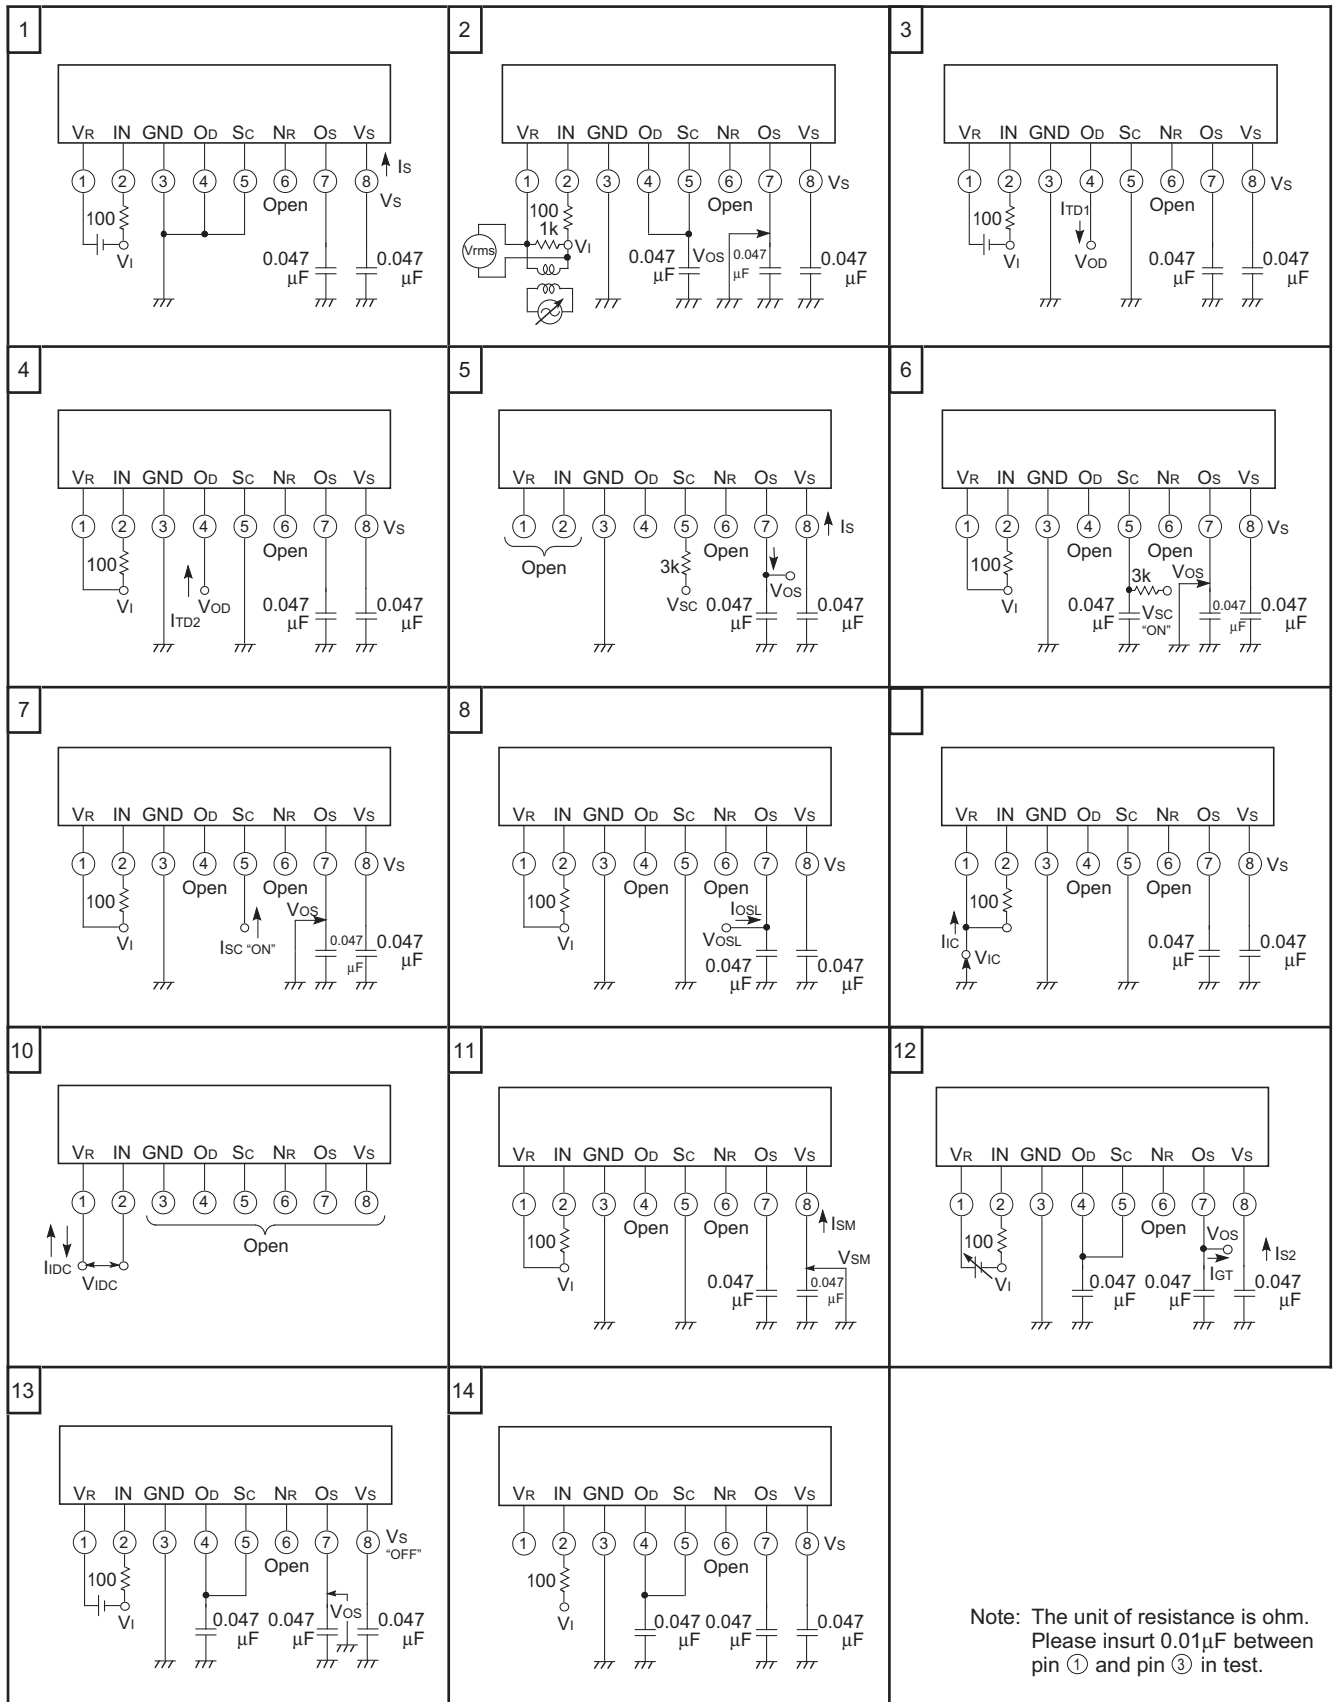 1
VR IN GND OD SC NR OS VS
1 2 3 4 5 6 7 8
IS
VS
Open
100
VI
0.047
µF
0.047
µF
2
VR IN GND OD SC NR OS VS
1 2 3 4 5 6 7 8 VS
Open
100
1k
Vrms
VI
0.047
µF
VOS
0.047
µF
0.047
µF
3
VR IN GND OD SC NR OS VS
1 2 3 4 5 6 7 8 VS
ITD1
Open
100
VI
VOD
0.047
µF
0.047
µF
4
VR IN GND OD SC NR OS VS
1 2 3 4 5 6 7 8 VS
Open
100
VI
ITD2
VOD
0.047
µF
0.047
µF
5
VR IN GND OD SC NR OS VS
1 2 3 4 5 6 7 8 IS
Open
Open
3k
VSC
VOS
0.047
µF
0.047
µF
6
VR IN GND OD SC NR OS VS
1 2 3 4 5 6 7 8 VS
Open
Open
100
VI
3k
VOS
0.047
µF
VSC
“ON”
0.047
µF
0.047
µF
7
VR IN GND OD SC NR OS VS
1 2 3 4 5 6 7 8 VS
Open
Open
100
VI
ISC “ON”
VOS
0.047
µF
0.047
µF
8
VR IN GND OD SC NR OS VS
1 2 3 4 5 6 7 8 VS
Open
Open
100
VI
IOSL
VOSL
0.047
µF
0.047
µF
VR IN GND OD SC NR OS VS
1 2 3 4 5 6 7 8 VS
Open
Open
100
IIC
VIC
0.047
µF
0.047
µF
10
VR IN GND OD SC NR OS VS
1 2 3 4 5 6 7 8
Open
IIDC
VIDC
11
VR IN GND OD SC NR OS VS
1 2 3 4 5 6 7 8
ISM
Open
Open
100
VI
VSM
0.047
µF
0.047
µF
12
VR IN GND OD SC NR OS VS
1 2 3 4 5 6 7 8
Open
100
VI
VOS
IGT
IS2
0.047
µF
0.047
µF
0.047
µF
13
VR IN GND OD SC NR OS VS
1 2 3 4 5 6 7 8 VS
“OFF”
Open
100
VI
VOS
0.047
µF
0.047
µF
0.047
µF
14
VR IN GND OD SC NR OS VS
1 2 3 4 5 6 7 8 VS
Open
100
VI
0.047
µF
0.047
µF
0.047
µF
Note: The unit of resistance is ohm.
Please insurt 0.01µF between
pin ① and pin ③ in test.